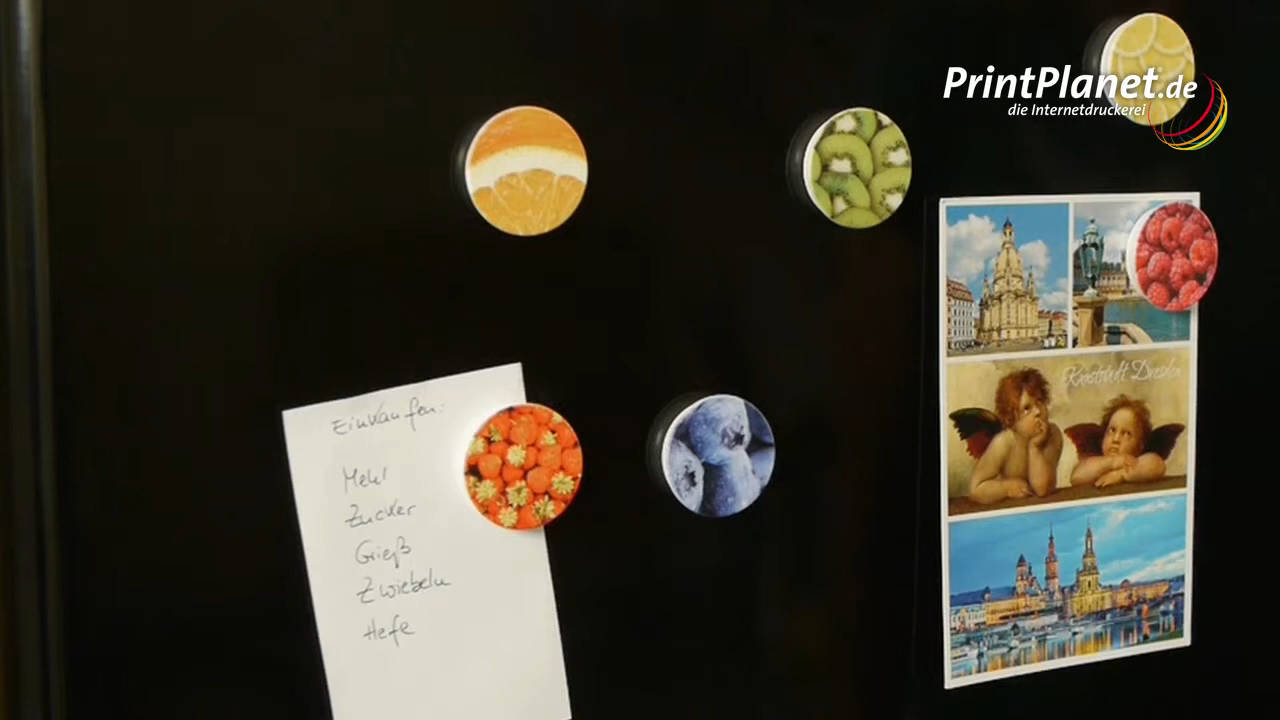 PrintPlanet.de
die Internetdruckerei
Kunststadt Dresden
Einkaufen:
Mehl
Zucker
Grieß
Zwiebeln
Hefe